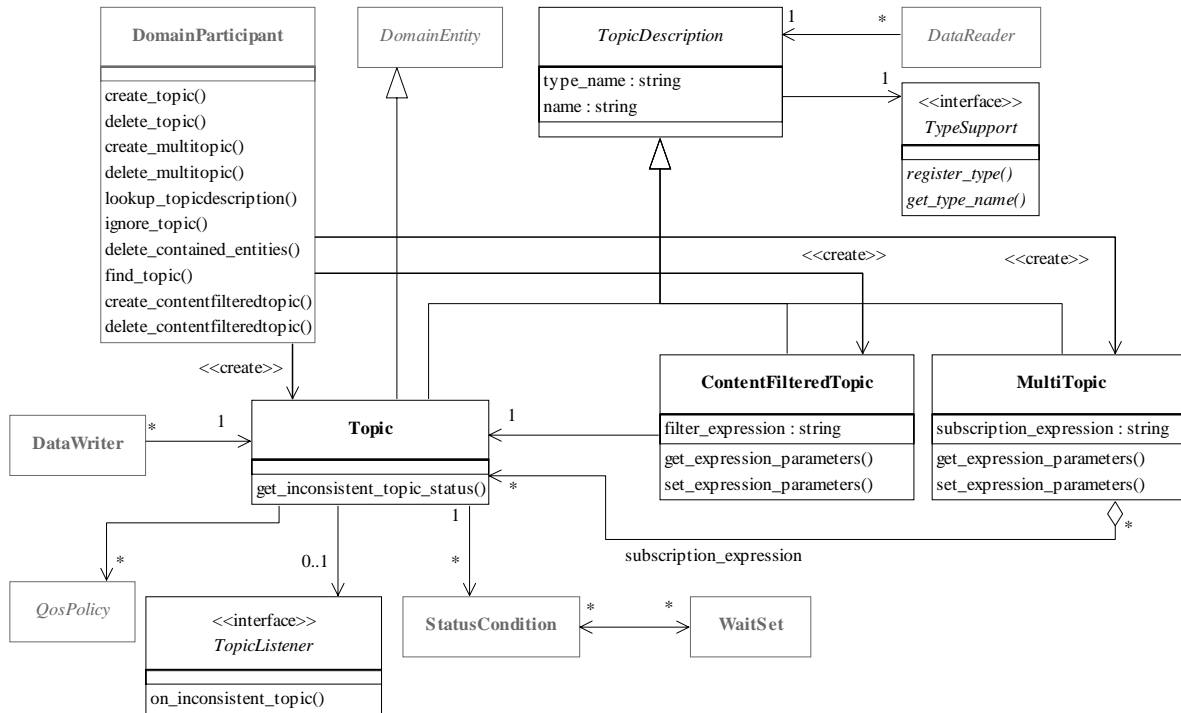 DomainParticipant
create_topic()
delete_topic()
create_multitopic()
delete_multitopic()
lookup_topicdescription()
ignore_topic()
delete_contained_entities()
find_topic()
create_contentfilteredtopic()
delete_contentfilteredtopic()
DomainEntity
TopicDescription
type_name : string
name : string
1
*
DataReader
1
<<interface>>
TypeSupport
register_type()
get_type_name()
<<create>>
<<create>>
<<create>>
ContentFilteredTopic
filter_expression : string
get_expression_parameters()
set_expression_parameters()
MultiTopic
subscription_expression : string
get_expression_parameters()
set_expression_parameters()
DataWriter
*
1
Topic
get_inconsistent_topic_status()
1
*
*
subscription_expression
*
0..1
1
*
QosPolicy
<<interface>>
TopicListener
on_inconsistent_topic()
StatusCondition
*
*
WaitSet